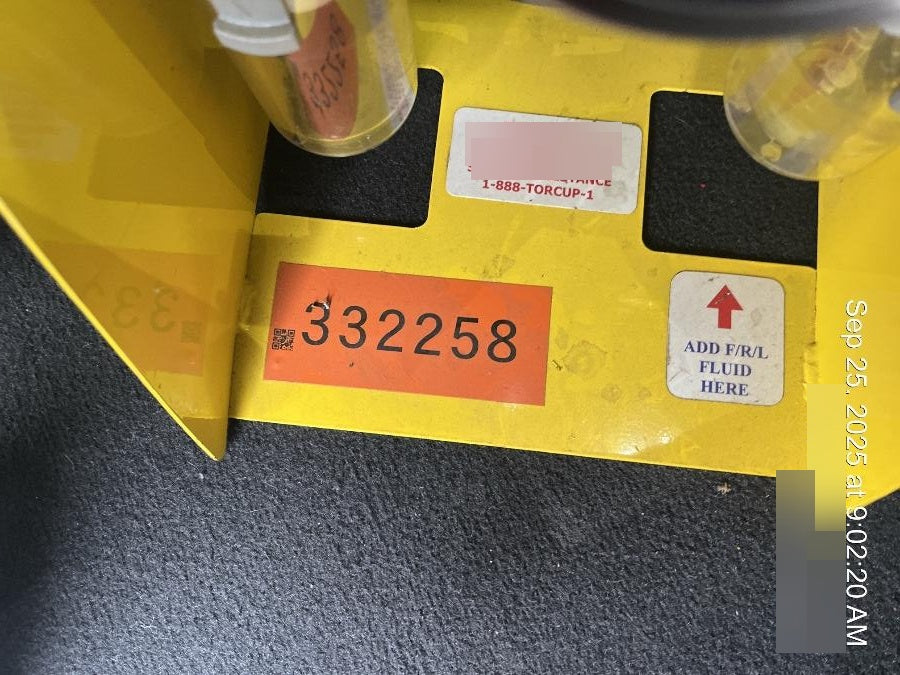 1-888-TORCUP-1
332258
ADD F/R/L
FLUID
HERE
Sep 25, 2025 at 9:02:20 AM